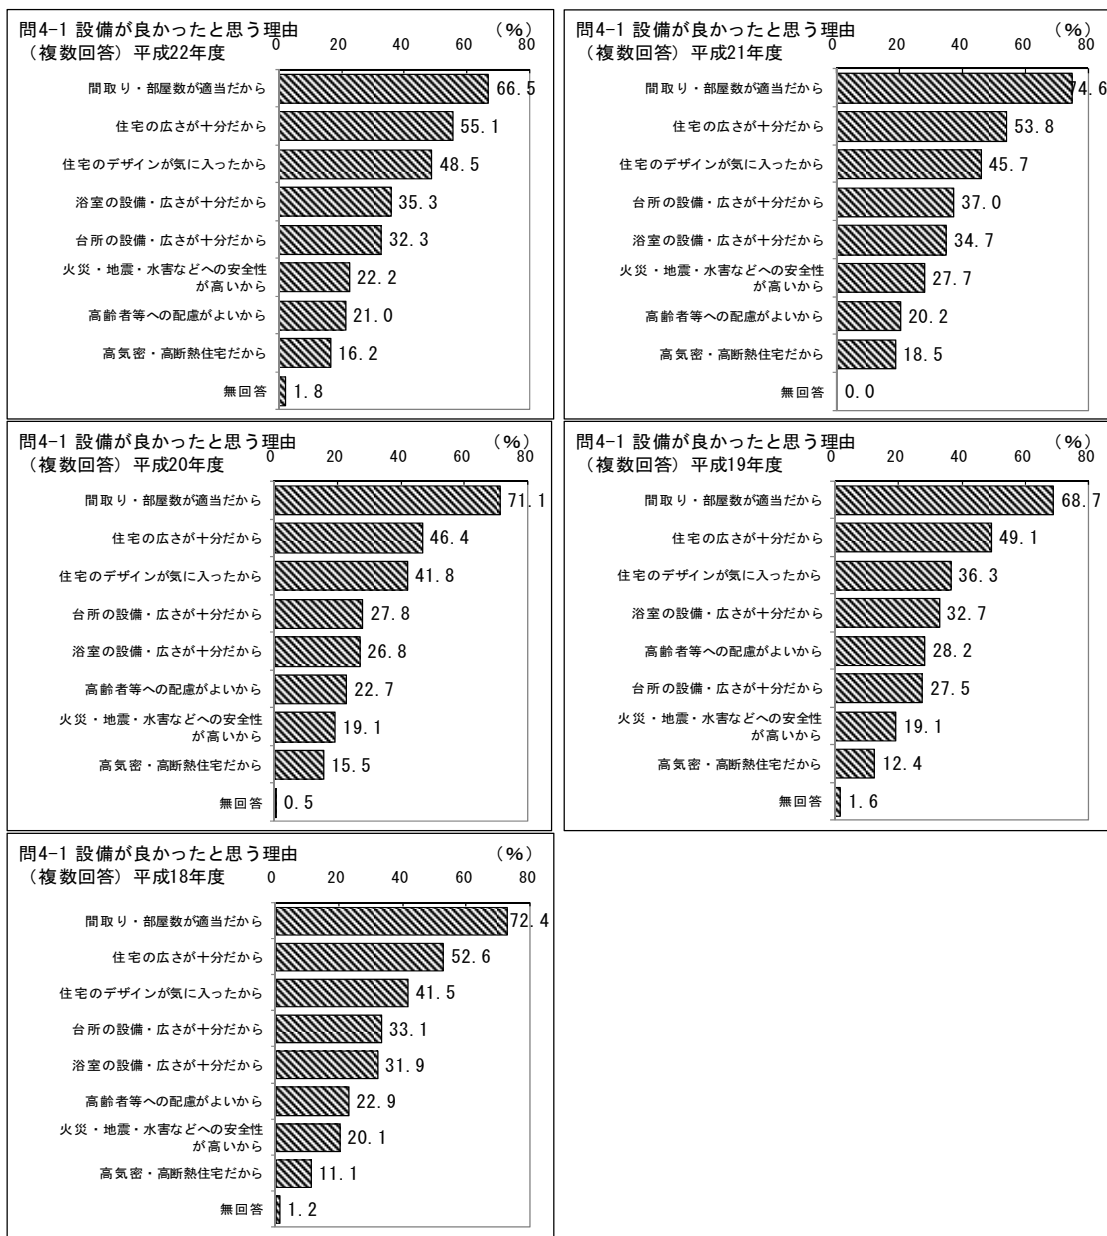 問4-1 設備が良かったと思う理由 （％）
（複数回答）平成22年度
0 20 40 60 80
間取り・部屋数が適当だから 66.5
住宅の広さが十分だから 55.1
住宅のデザインが気に入ったから 48.5
浴室の設備・広さが十分だから 35.3
台所の設備・広さが十分だから 32.3
火災・地震・水害などへの安全性
が高いから 22.2
高齢者等への配慮がよいから 21.0
高気密・高断熱住宅だから 16.2
無回答 1.8
問4-1 設備が良かったと思う理由 （％）
（複数回答）平成21年度
0 20 40 60 80
間取り・部屋数が適当だから 74.6
住宅の広さが十分だから 53.8
住宅のデザインが気に入ったから 45.7
台所の設備・広さが十分だから 37.0
浴室の設備・広さが十分だから 34.7
火災・地震・水害などへの安全性
が高いから 27.7
高齢者等への配慮がよいから 20.2
高気密・高断熱住宅だから 18.5
無回答 0.0
問4-1 設備が良かったと思う理由 （％）
（複数回答）平成20年度
0 20 40 60 80
間取り・部屋数が適当だから 71.1
住宅の広さが十分だから 46.4
住宅のデザインが気に入ったから 41.8
台所の設備・広さが十分だから 27.8
浴室の設備・広さが十分だから 26.8
高齢者等への配慮がよいから 22.7
火災・地震・水害などへの安全性
が高いから 19.1
高気密・高断熱住宅だから 15.5
無回答 0.5
問4-1 設備が良かったと思う理由 （％）
（複数回答）平成19年度
0 20 40 60 80
間取り・部屋数が適当だから 68.7
住宅の広さが十分だから 49.1
住宅のデザインが気に入ったから 36.3
浴室の設備・広さが十分だから 32.7
高齢者等への配慮がよいから 28.2
台所の設備・広さが十分だから 27.5
火災・地震・水害などへの安全性
が高いから 19.1
高気密・高断熱住宅だから 12.4
無回答 1.6
問4-1 設備が良かったと思う理由 （％）
（複数回答）平成18年度
0 20 40 60 80
間取り・部屋数が適当だから 72.4
住宅の広さが十分だから 52.6
住宅のデザインが気に入ったから 41.5
台所の設備・広さが十分だから 33.1
浴室の設備・広さが十分だから 31.9
高齢者等への配慮がよいから 22.9
火災・地震・水害などへの安全性
が高いから 20.1
高気密・高断熱住宅だから 11.1
無回答 1.2